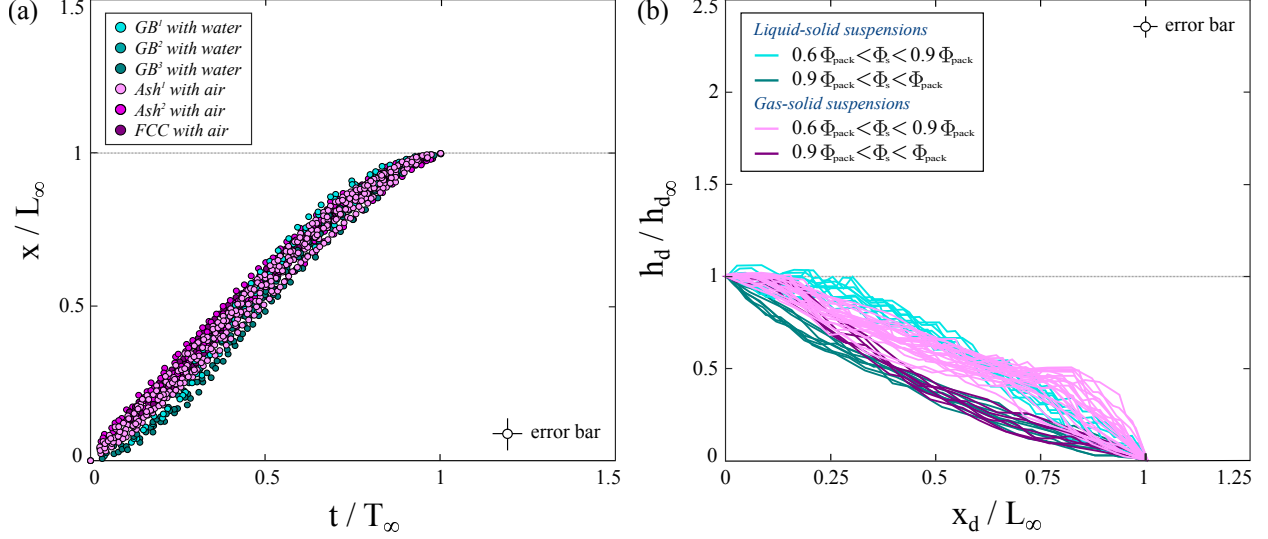 (a)
1.5
GB¹ with water
GB² with water
GB³ with water
Ash¹ with air
Ash² with air
FCC with air
1
x / L∞
0.5
error bar
0
0
0.5
1
1.5
t / T∞
(b)
2.5
Liquid-solid suspensions
0.6 Φpack < Φs < 0.9 Φpack
0.9 Φpack < Φs < Φpack
Gas-solid suspensions
0.6 Φpack < Φs < 0.9 Φpack
0.9 Φpack < Φs < Φpack
error bar
2
1.5
hd / hd∞
1
0.5
0
0
0.25
0.5
0.75
1
1.25
xd / L∞